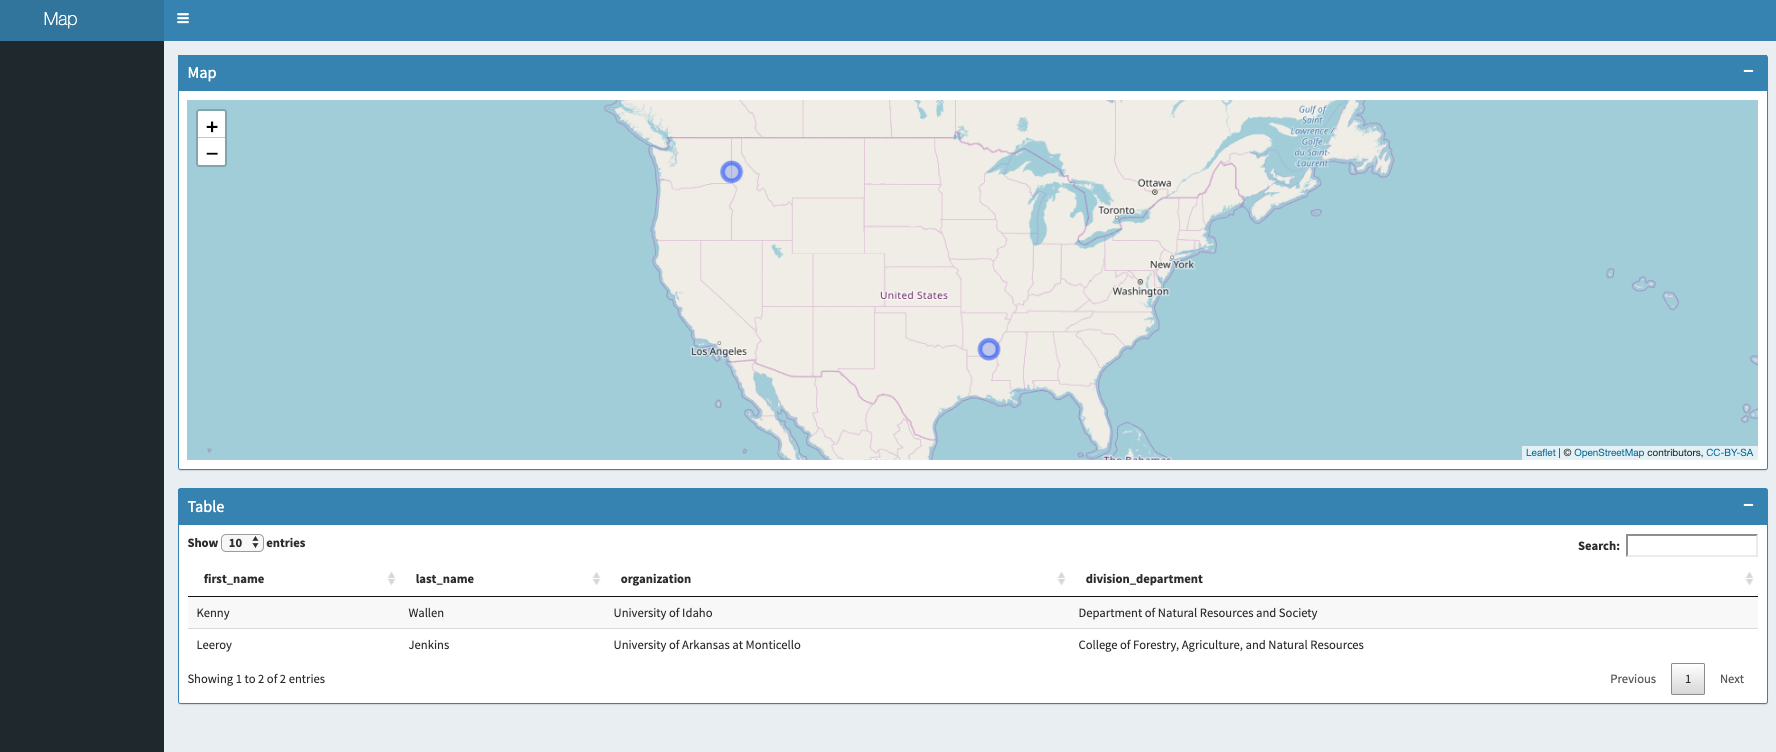 Map
Map
+
−
Gulf of
Saint
Lawrence /
Golfe
du Saint-
Laurent
Ottawa
Toronto
New York
Washington
United States
Los Angeles
The Bahamas
Leaflet | © OpenStreetMap contributors, CC-BY-SA
Table
Show 10 entries
Search:
first_name last_name organization division_department
Kenny Wallen University of Idaho Department of Natural Resources and Society
Leeroy Jenkins University of Arkansas at Monticello College of Forestry, Agriculture, and Natural Resources
Showing 1 to 2 of 2 entries
Previous 1 Next